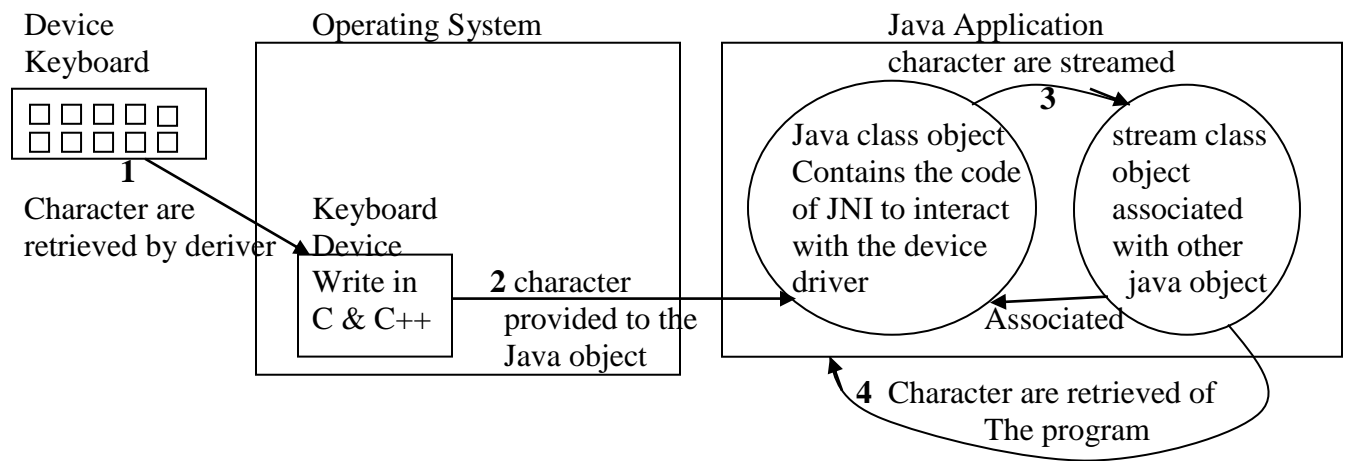 Device
Keyboard
1
Character are
retrieved by deriver
Operating System
Keyboard
Device
Write in
C & C++
2 character
provided to the
Java object
Java Application
character are streamed
3
Java class object
Contains the code
of JNI to interact
with the device
driver
stream class
object
associated
with other
java object
Associated
4 Character are retrieved of
The program